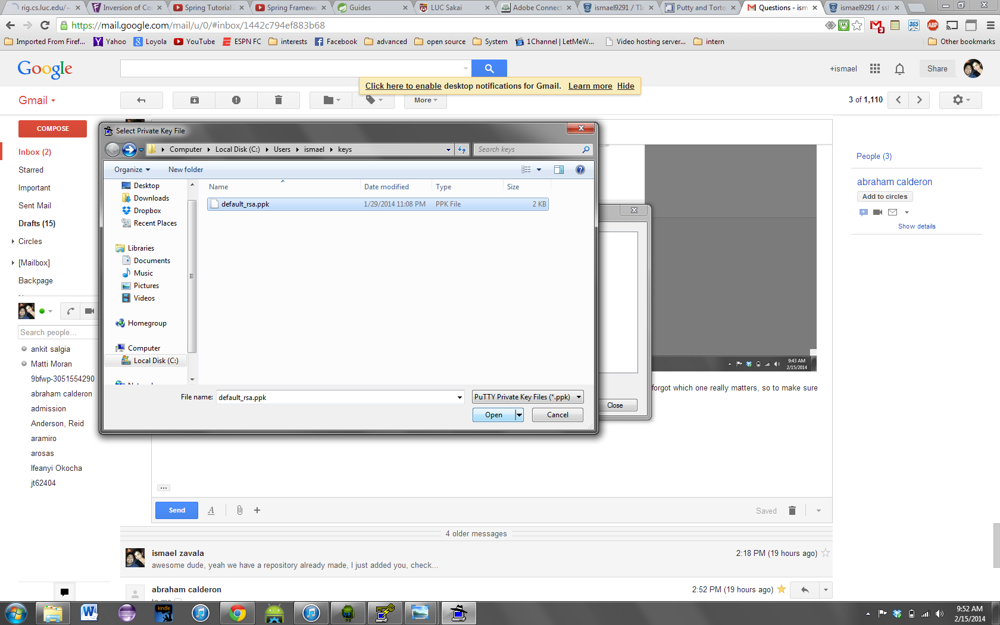 rig.cs.luc.edu/~
Inversion of Co
Spring Tutorial
Spring Framewo
Guides
LUC Sakai
Adobe Connect
ismael9291 /
Putty and Torto
Questions - ism
ismael9291 / ssh
https://mail.google.com/mail/u/0/#inbox/1442c794ef883b68
Imported From Firef...
Yahoo
Loyola
YouTube
ESPN FC
interests
Facebook
advanced
open source
System
1Channel | LetMeW...
Video hosting server...
intern
Other bookmarks
Google
+ismael
Share
Click here to enable desktop notifications for Gmail. Learn more Hide
Gmail
More
3 of 1,110
COMPOSE
Inbox (2)
Starred
Important
Sent Mail
Drafts (15)
Circles
[Mailbox]
Backpage
Search people...
ankit salgia
Matti Moran
9bfwp-3051554290
abraham calderon
admission
Anderson, Reid
aramiro
arosas
Ifeanyi Okocha
jt62404
Select Private Key File
Computer
Local Disk (C:)
Users
ismael
keys
Search keys
Organize
New folder
Desktop
Downloads
Dropbox
Recent Places
Libraries
Documents
Music
Pictures
Videos
Homegroup
Computer
Local Disk (C:)
Name
Date modified
Type
Size
default_rsa.ppk
1/29/2014 11:08 PM
PPK File
2 KB
File name:
default_rsa.ppk
PuTTY Private Key Files (*.ppk)
Open
Cancel
Close
9:43 AM
2/15/2014
forgot which one really matters, so to make sure
People (3)
abraham calderon
Add to circles
Show details
...
Send
Saved
4 older messages
ismael zavala
2:18 PM (19 hours ago)
awesome dude, yeah we have a repository already made, I just added you, check...
abraham calderon
2:52 PM (19 hours ago)
kindle
9:52 AM
2/15/2014